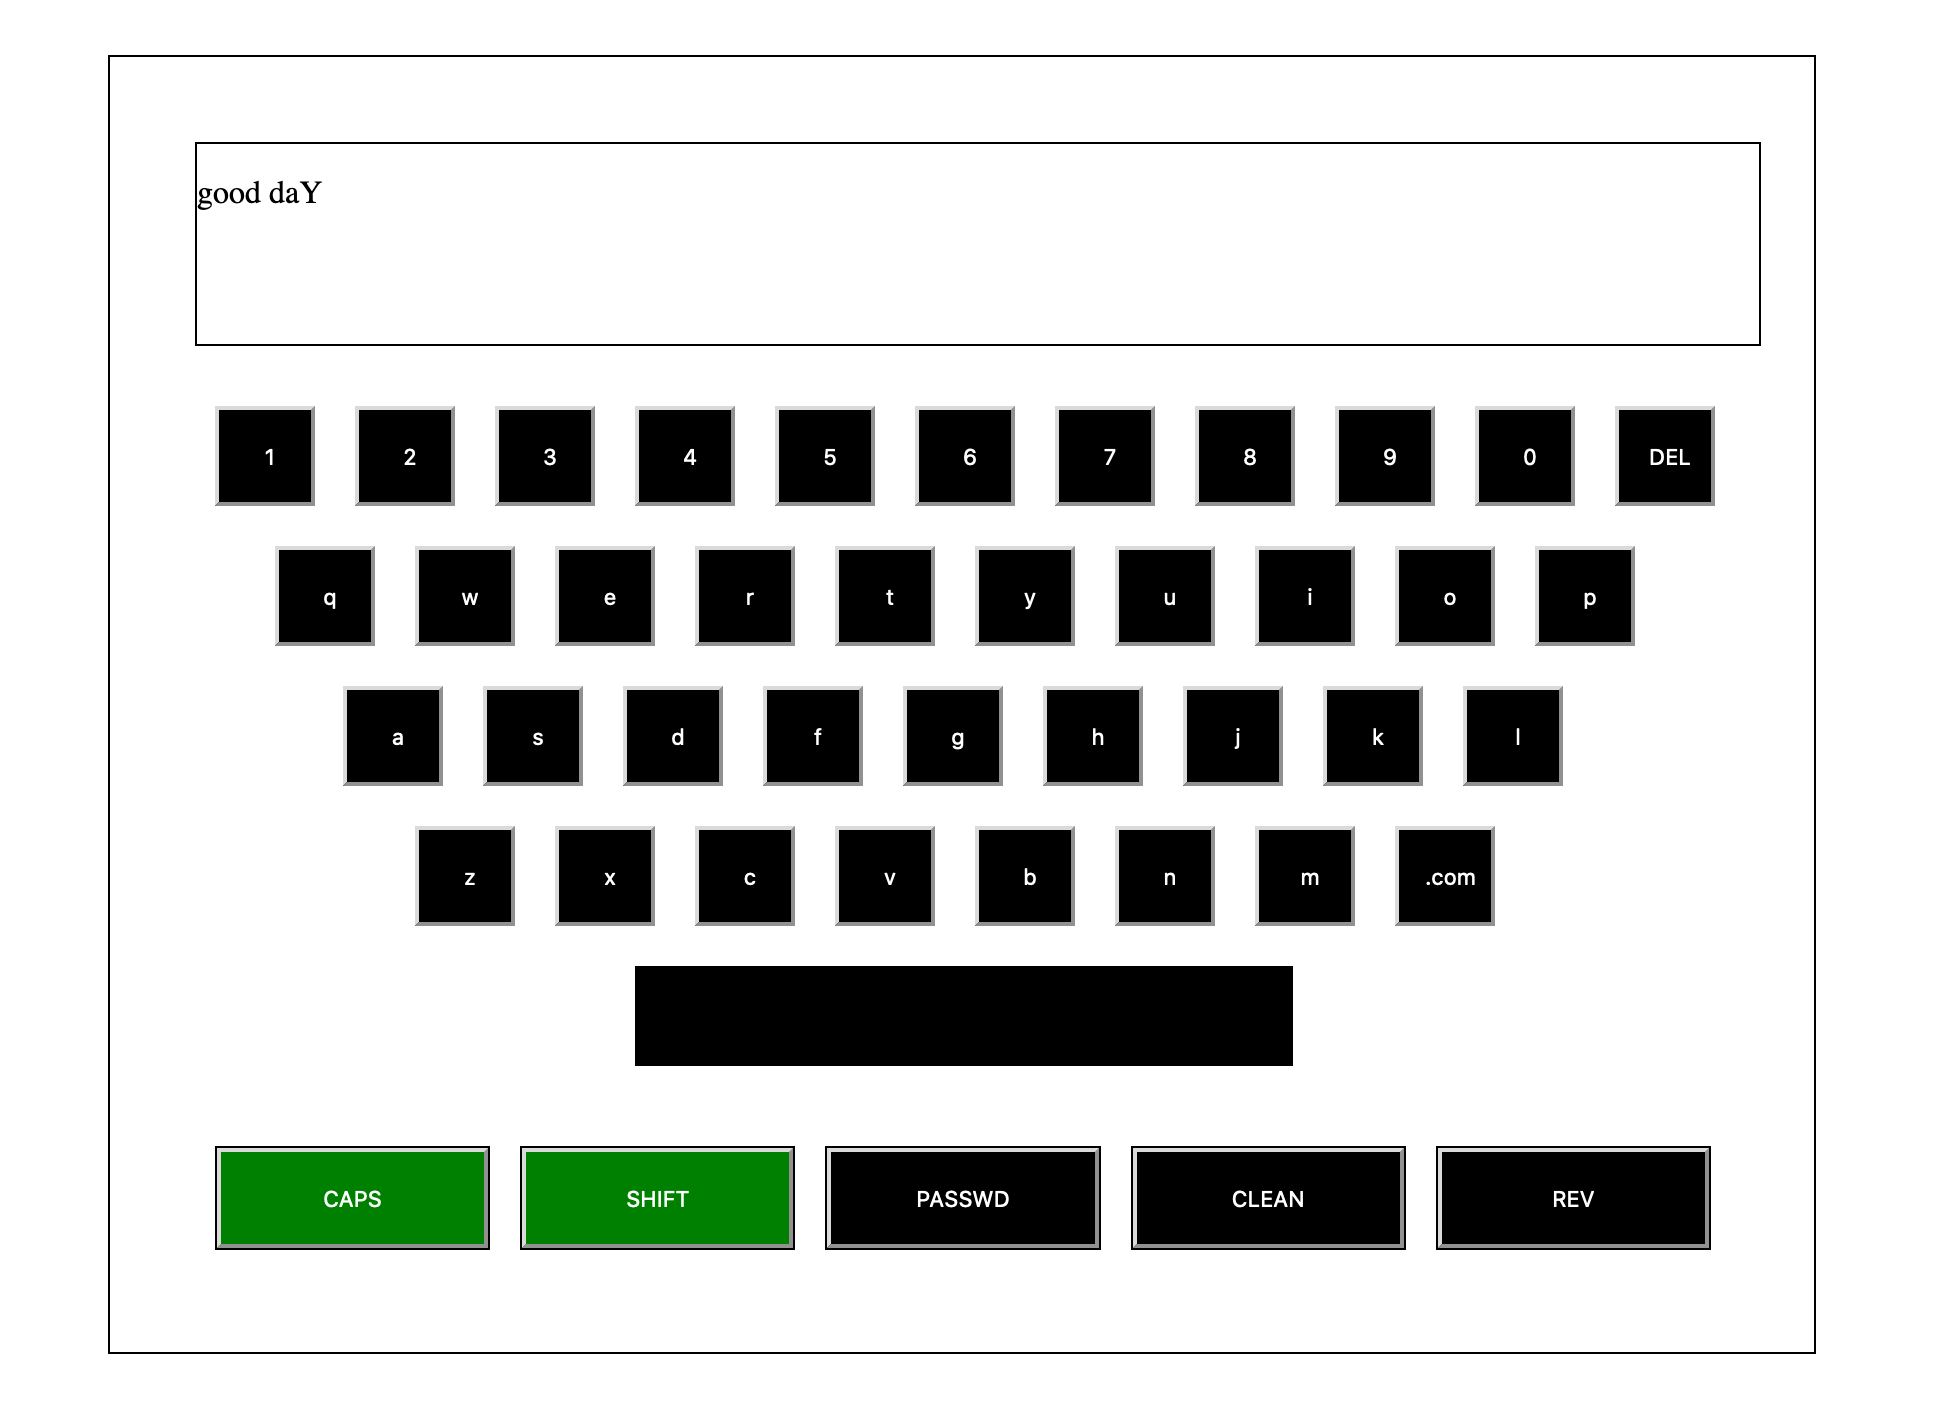 good daY
1 2 3 4 5 6 7 8 9 0 DEL
q w e r t y u i o p
a s d f g h j k l
z x c v b n m .com
CAPS SHIFT PASSWD CLEAN REV